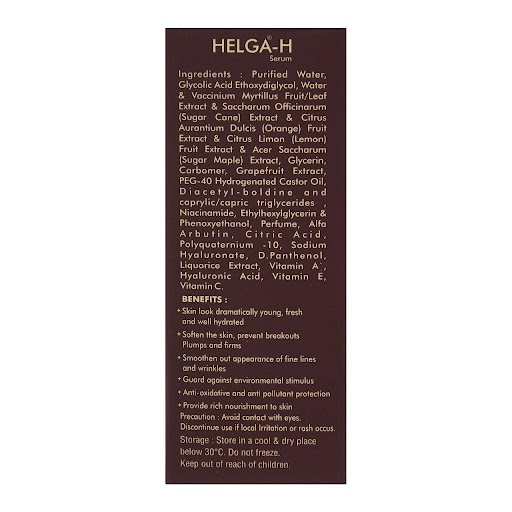 HELGA®-H
Serum
Ingredients : Purified Water,
Glycolic Acid Ethoxydiglycol, Water
& Vaccinium Myrtillus Fruit/Leaf
Extract & Saccharum Officinarum
(Sugar Cane) Extract & Citrus
Aurantium Dulcis (Orange) Fruit
Extract & Citrus Limon (Lemon)
Fruit Extract & Acer Saccharum
(Sugar Maple) Extract, Glycerin,
Carbomer, Grapefruit Extract,
PEG-40 Hydrogenated Castor Oil,
Diacetyl-boldine and
caprylic/capric triglycerides ,
Niacinamide, Ethylhexylglycerin &
Phenoxyethanol, Perfume, Alfa
Arbutin, Citric Acid,
Polyquaternium -10, Sodium
Hyaluronate, D.Panthenol,
Liquorice Extract, Vitamin A`,
Hyaluronic Acid, Vitamin E,
Vitamin C.
BENEFITS :
+ Skin look dramatically young, fresh
and well hydrated
+ Soften the skin, prevent breakouts
Plumps and firms
+ Smoothen out appearance of fine lines
and wrinkles
+ Guard against environmental stimulus
+ Anti-oxidative and anti pollutant protection
+ Provide rich nourishment to skin
Precaution : Avoid contact with eyes.
Discontinue use if local Irritation or rash occur.
Storage : Store in a cool & dry place
below 30°C. Do not freeze.
Keep out of reach of children.